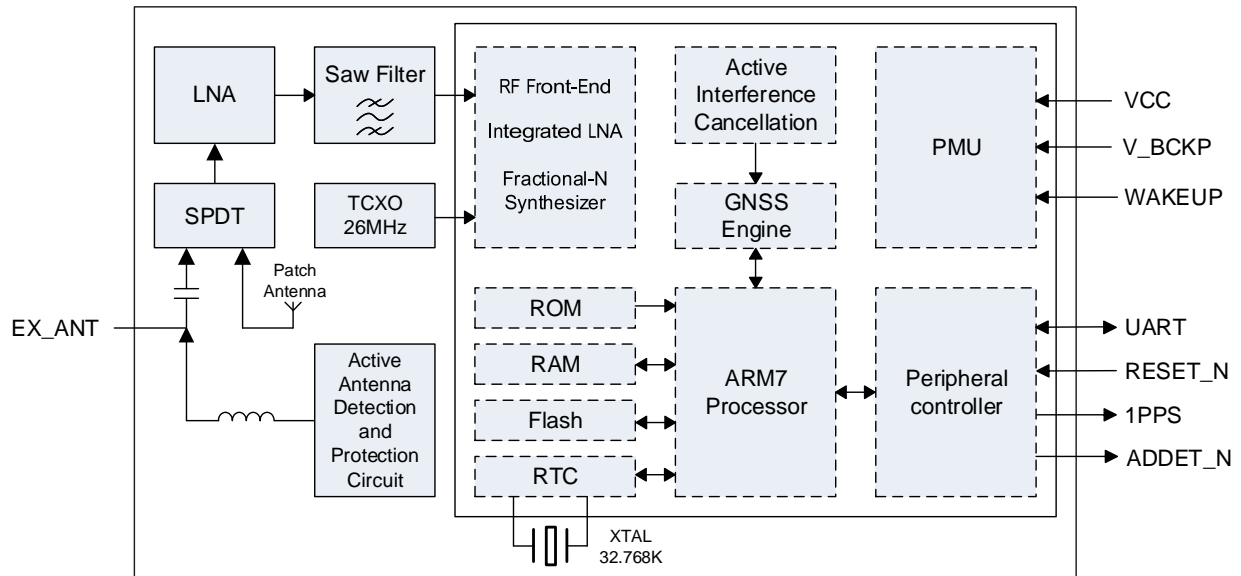 LNA
Saw Filter
SPDT
TCXO
26MHz
Patch
Antenna
EX_ANT
Active
Antenna
Detection
and
Protection
Circuit
RF Front-End
Integrated LNA
Fractional-N
Synthesizer
Active
Interference
Cancellation
GNSS
Engine
PMU
VCC
V_BCKP
WAKEUP
ROM
RAM
Flash
RTC
ARM7
Processor
Peripheral
controller
UART
RESET_N
1PPS
ADDET_N
XTAL
32.768K